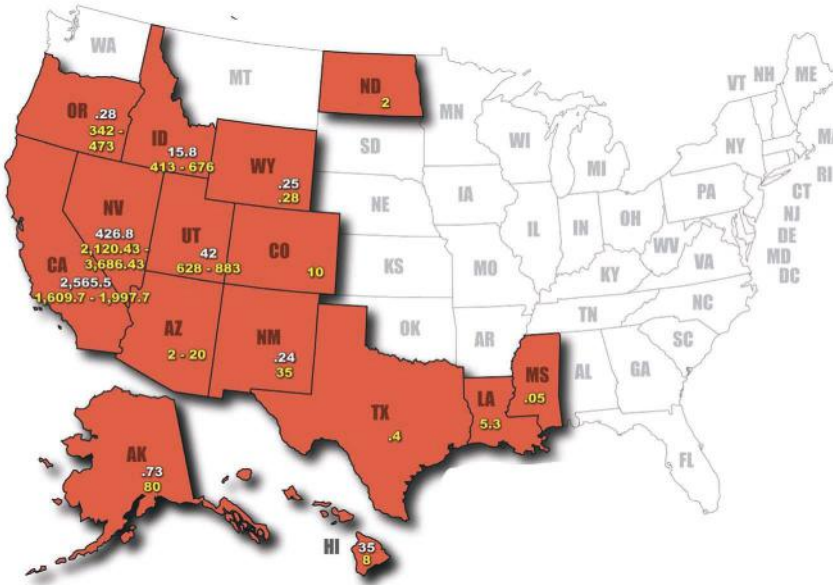 WA
MT
ND
2
MN
VT
NH
ME
OR
.28
342 -
473
ID
15.8
413 - 676
WY
.25
.28
SD
WI
MI
NY
RI
CT
NJ
DE
MD
DC
NE
IA
IL
IN
OH
PA
WV
VA
NV
426.8
2,120.43 -
3,686.43
UT
42
628 - 883
CO
10
KS
MO
KY
CA
2,565.5
1,609.7 - 1,997.7
AZ
2 - 20
NM
.24
35
OK
AR
TN
NC
SC
TX
.4
LA
5.3
MS
.05
AL
GA
FL
AK
.73
80
HI
35
8